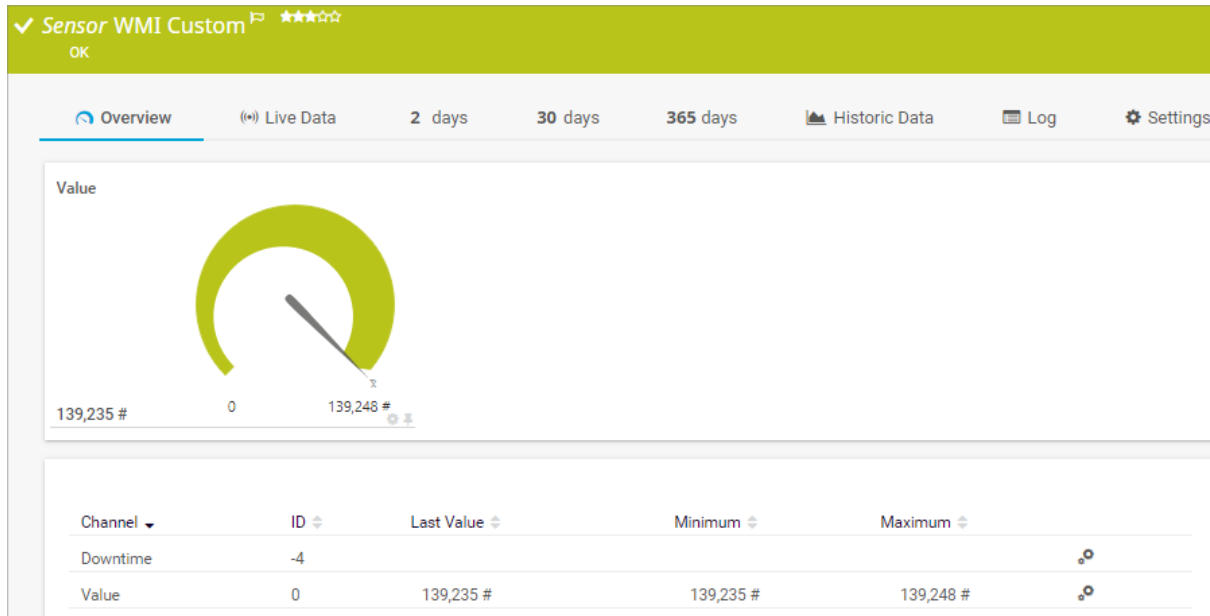 Sensor WMI Custom
OK
Overview Live Data 2 days 30 days 365 days Historic Data Log Settings
Value
139,235 # 0 139,248 #
Channel ID Last Value Minimum Maximum
Downtime -4
Value 0 139,235 # 139,235 # 139,248 #